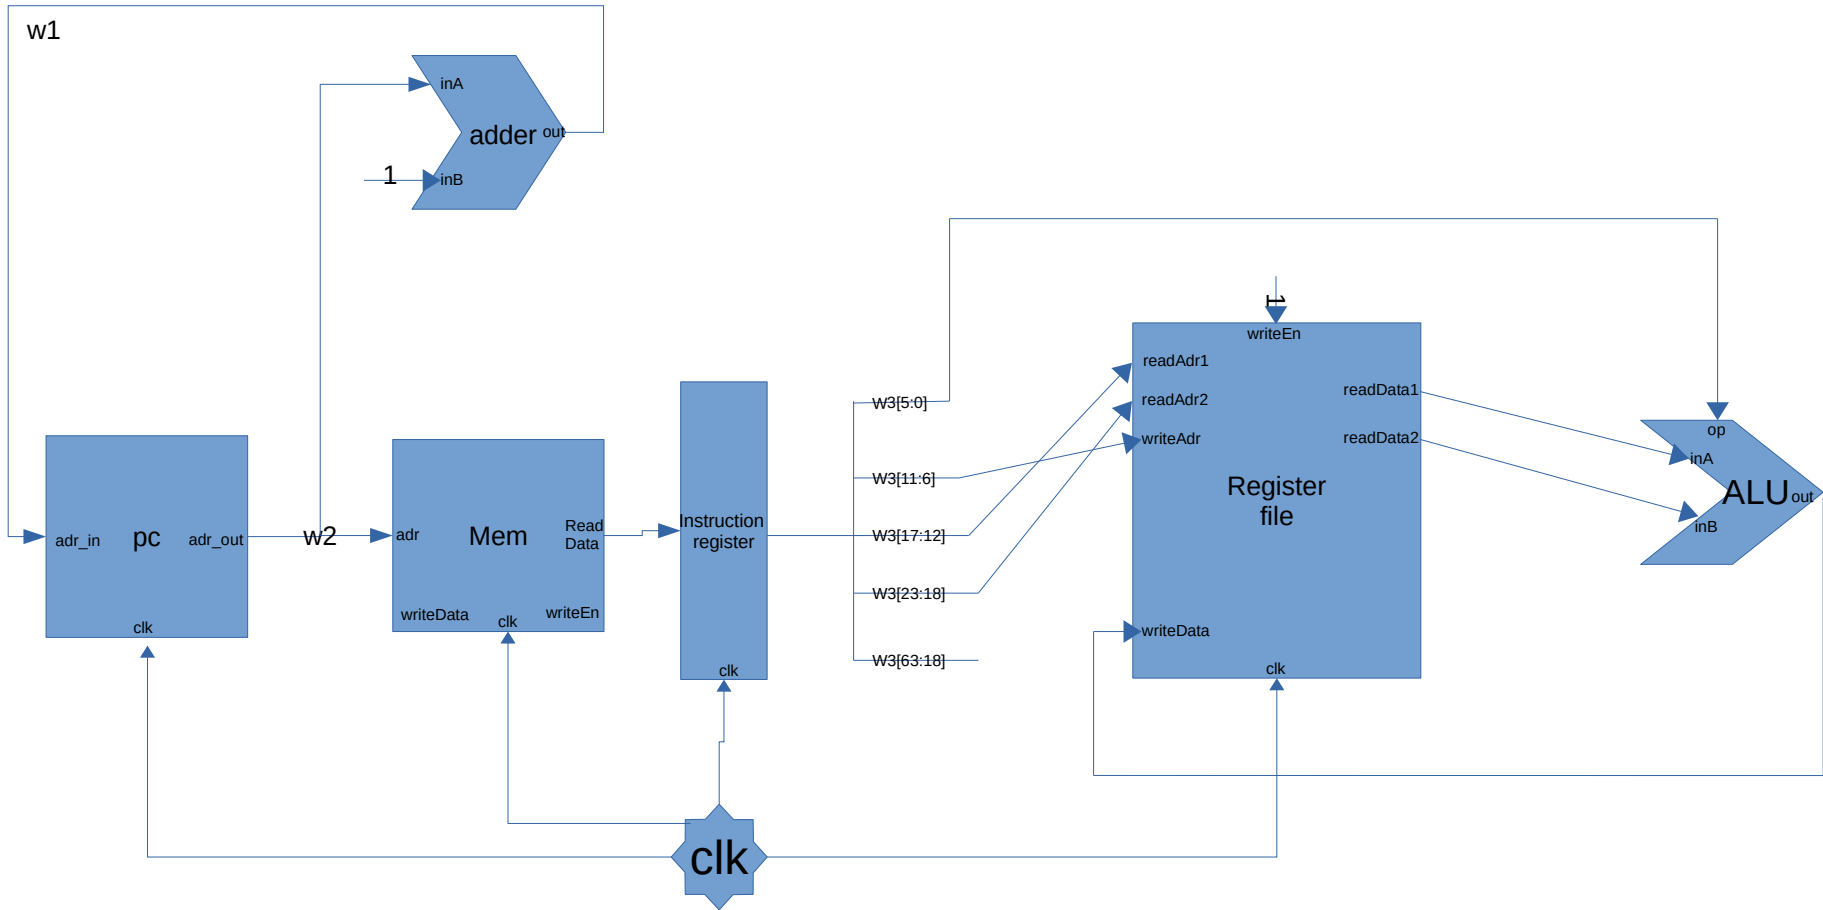 w1
inA
adder
out
1
inB
1
writeEn
readAdr1
readAdr2
writeAdr
readData1
readData2
Register
file
writeData
clk
W3[5:0]
W3[11:6]
W3[17:12]
W3[23:18]
W3[63:18]
op
inA
ALU
out
inB
adr_in
pc
adr_out
clk
w2
adr
Mem
Read
Data
writeData
clk
writeEn
Instruction
register
clk
clk